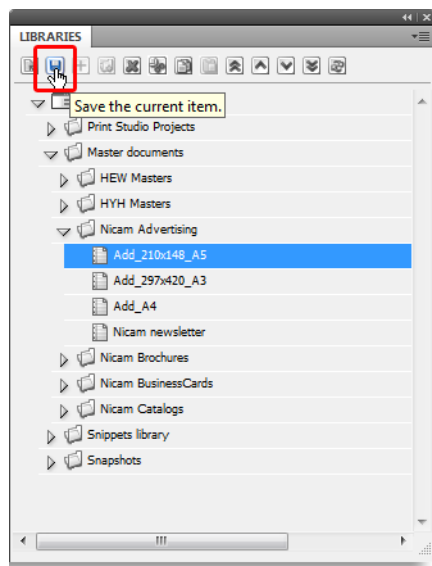 LIBRARIES
Save the current item.
Print Studio Projects
Master documents
HEW Masters
HYH Masters
Nicam Advertising
Add_210x148_A5
Add_297x420_A3
Add_A4
Nicam newsletter
Nicam Brochures
Nicam BusinessCards
Nicam Catalogs
Snippets library
Snapshots